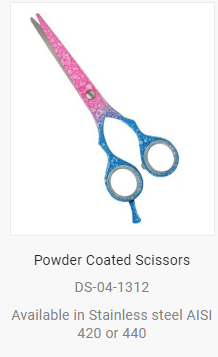 Powder Coated Scissors
DS-04-1312
Available in Stainless steel AISI
420 or 440